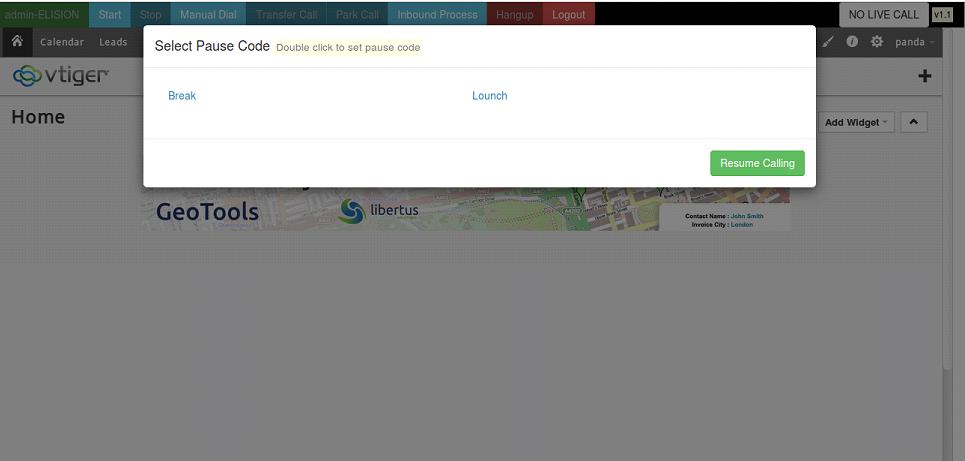 admin-ELISION Start Stop Manual Dial Transfer Call Park Call Inbound Process Hangup Logout NO LIVE CALL v1.1
Calendar Leads panda
Select Pause Code Double click to set pause code
vtiger
Break Lounch
Home
Add Widget
Resume Calling
GeoTools
libertus
Contact Name : John Smith
Invoice City : London